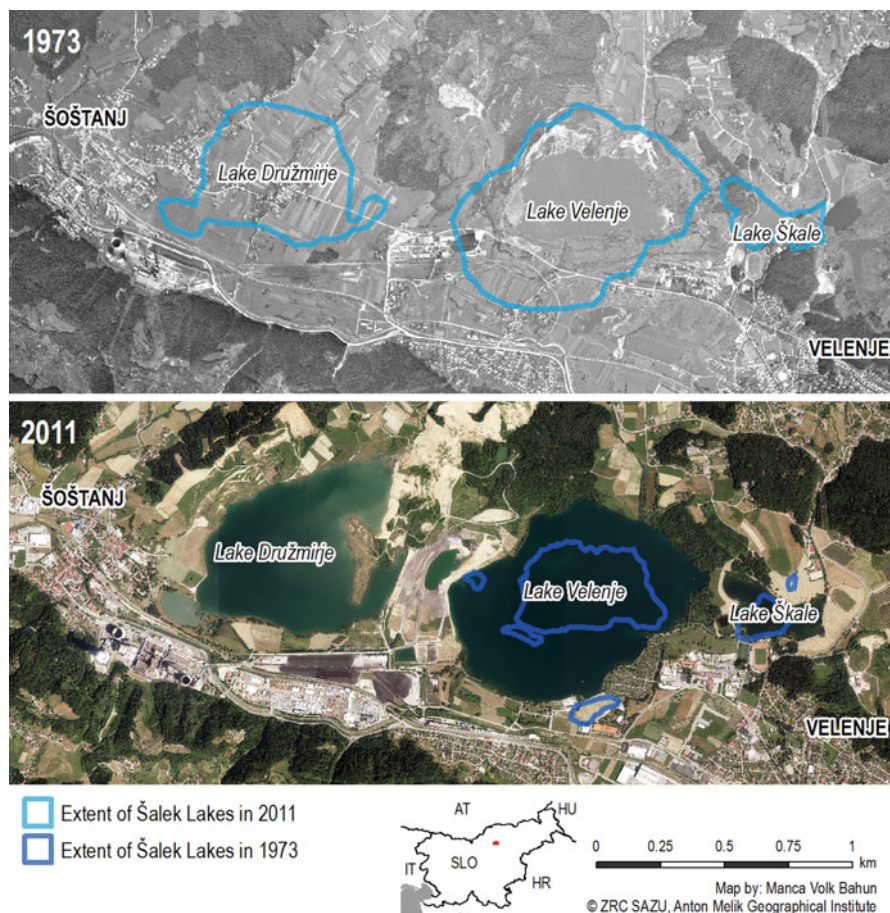 1973
ŠOŠTANJ
Lake Družmirje
Lake Velenje
Lake Škale
VELENJE
2011
ŠOŠTANJ
Lake Družmirje
Lake Velenje
Lake Škale
VELENJE
Extent of Šalek Lakes in 2011
Extent of Šalek Lakes in 1973
AT
HU
SLO
IT
HR
0 0.25 0.5 0.75 1
km
Map by: Manca Volk Bahun
© ZRC SAZU, Anton Melik Geographical Institute